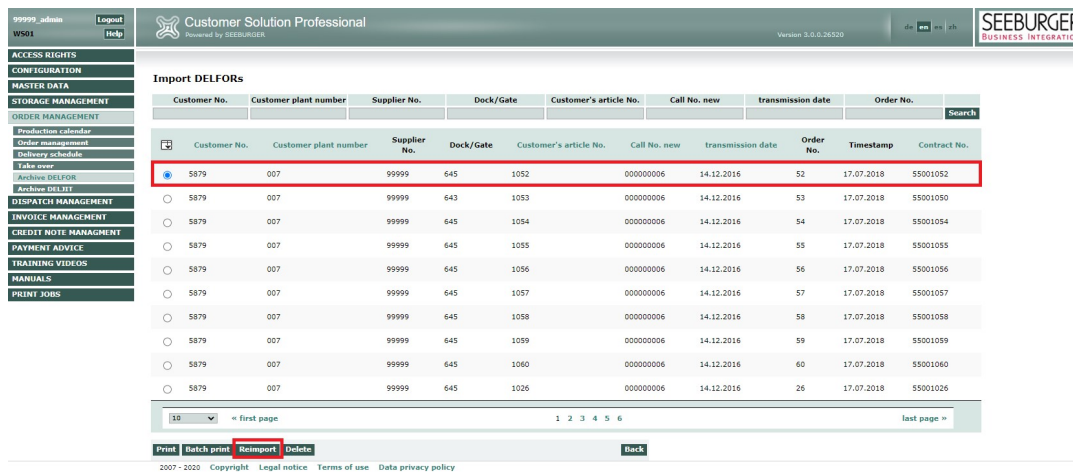 99999_admin Logout
WS01 Help
Customer Solution Professional
Powered by SEEBURGER
Version 3.0.0.26520
de en es zh
SEEBURGER
BUSINESS INTEGRATIO
ACCESS RIGHTS
CONFIGURATION
MASTER DATA
STORAGE MANAGEMENT
ORDER MANAGEMENT
Production calendar
Order management
Delivery schedule
Take over
Archive DELFOR
Archive DELJIT
DISPATCH MANAGEMENT
INVOICE MANAGEMENT
CREDIT NOTE MANAGMENT
PAYMENT ADVICE
TRAINING VIDEOS
MANUALS
PRINT JOBS
Import DELFORs
Customer No. Customer plant number Supplier No. Dock/Gate Customer's article No. Call No. new transmission date Order No.
Search
Customer No. Customer plant number Supplier No. Dock/Gate Customer's article No. Call No. new transmission date Order No. Timestamp Contract No.
5879 007 99999 645 1052 000000006 14.12.2016 52 17.07.2018 55001052
5879 007 99999 643 1053 000000006 14.12.2016 53 17.07.2018 55001050
5879 007 99999 645 1054 000000006 14.12.2016 54 17.07.2018 55001054
5879 007 99999 645 1055 000000006 14.12.2016 55 17.07.2018 55001055
5879 007 99999 645 1056 000000006 14.12.2016 56 17.07.2018 55001056
5879 007 99999 645 1057 000000006 14.12.2016 57 17.07.2018 55001057
5879 007 99999 645 1058 000000006 14.12.2016 58 17.07.2018 55001058
5879 007 99999 645 1059 000000006 14.12.2016 59 17.07.2018 55001059
5879 007 99999 645 1060 000000006 14.12.2016 60 17.07.2018 55001060
5879 007 99999 645 1026 000000006 14.12.2016 26 17.07.2018 55001026
10 « first page 1 2 3 4 5 6 last page »
Print Batch print Reimport Delete Back
2007 - 2020 Copyright Legal notice Terms of use Data privacy policy